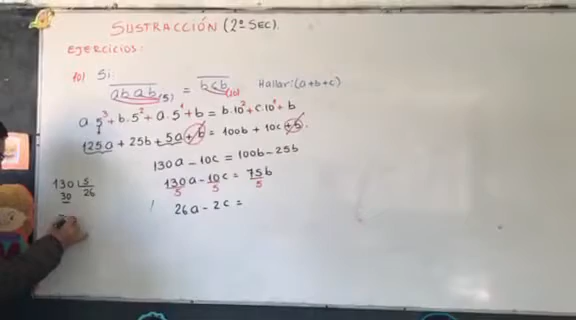 SUSTRACCIÓN (2º SEC).
EJERCICIOS:
10) Si:
abab(5) = bcb(10) Hallar: (a+b+c)
a.5³ + b.5² + a.5¹ + b = b.10² + c.10¹ + b
125a + 25b + 5a + b = 100b + 10c + b.
130a - 10c = 100b - 25b
130a/5 - 10c/5 = 75b/5
26a - 2c =
130 | 5
30 26